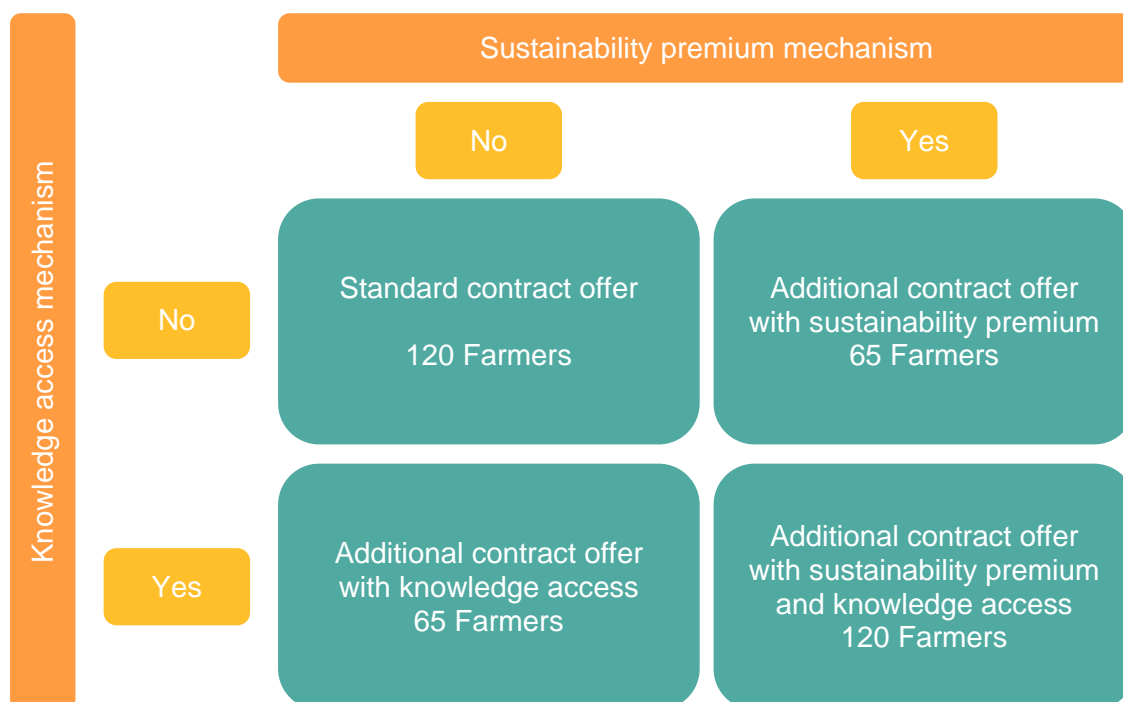 Sustainability premium mechanism
Knowledge access mechanism
No
Yes
No
Standard contract offer
120 Farmers
Additional contract offer
with sustainability premium
65 Farmers
Yes
Additional contract offer
with knowledge access
65 Farmers
Additional contract offer
with sustainability premium
and knowledge access
120 Farmers